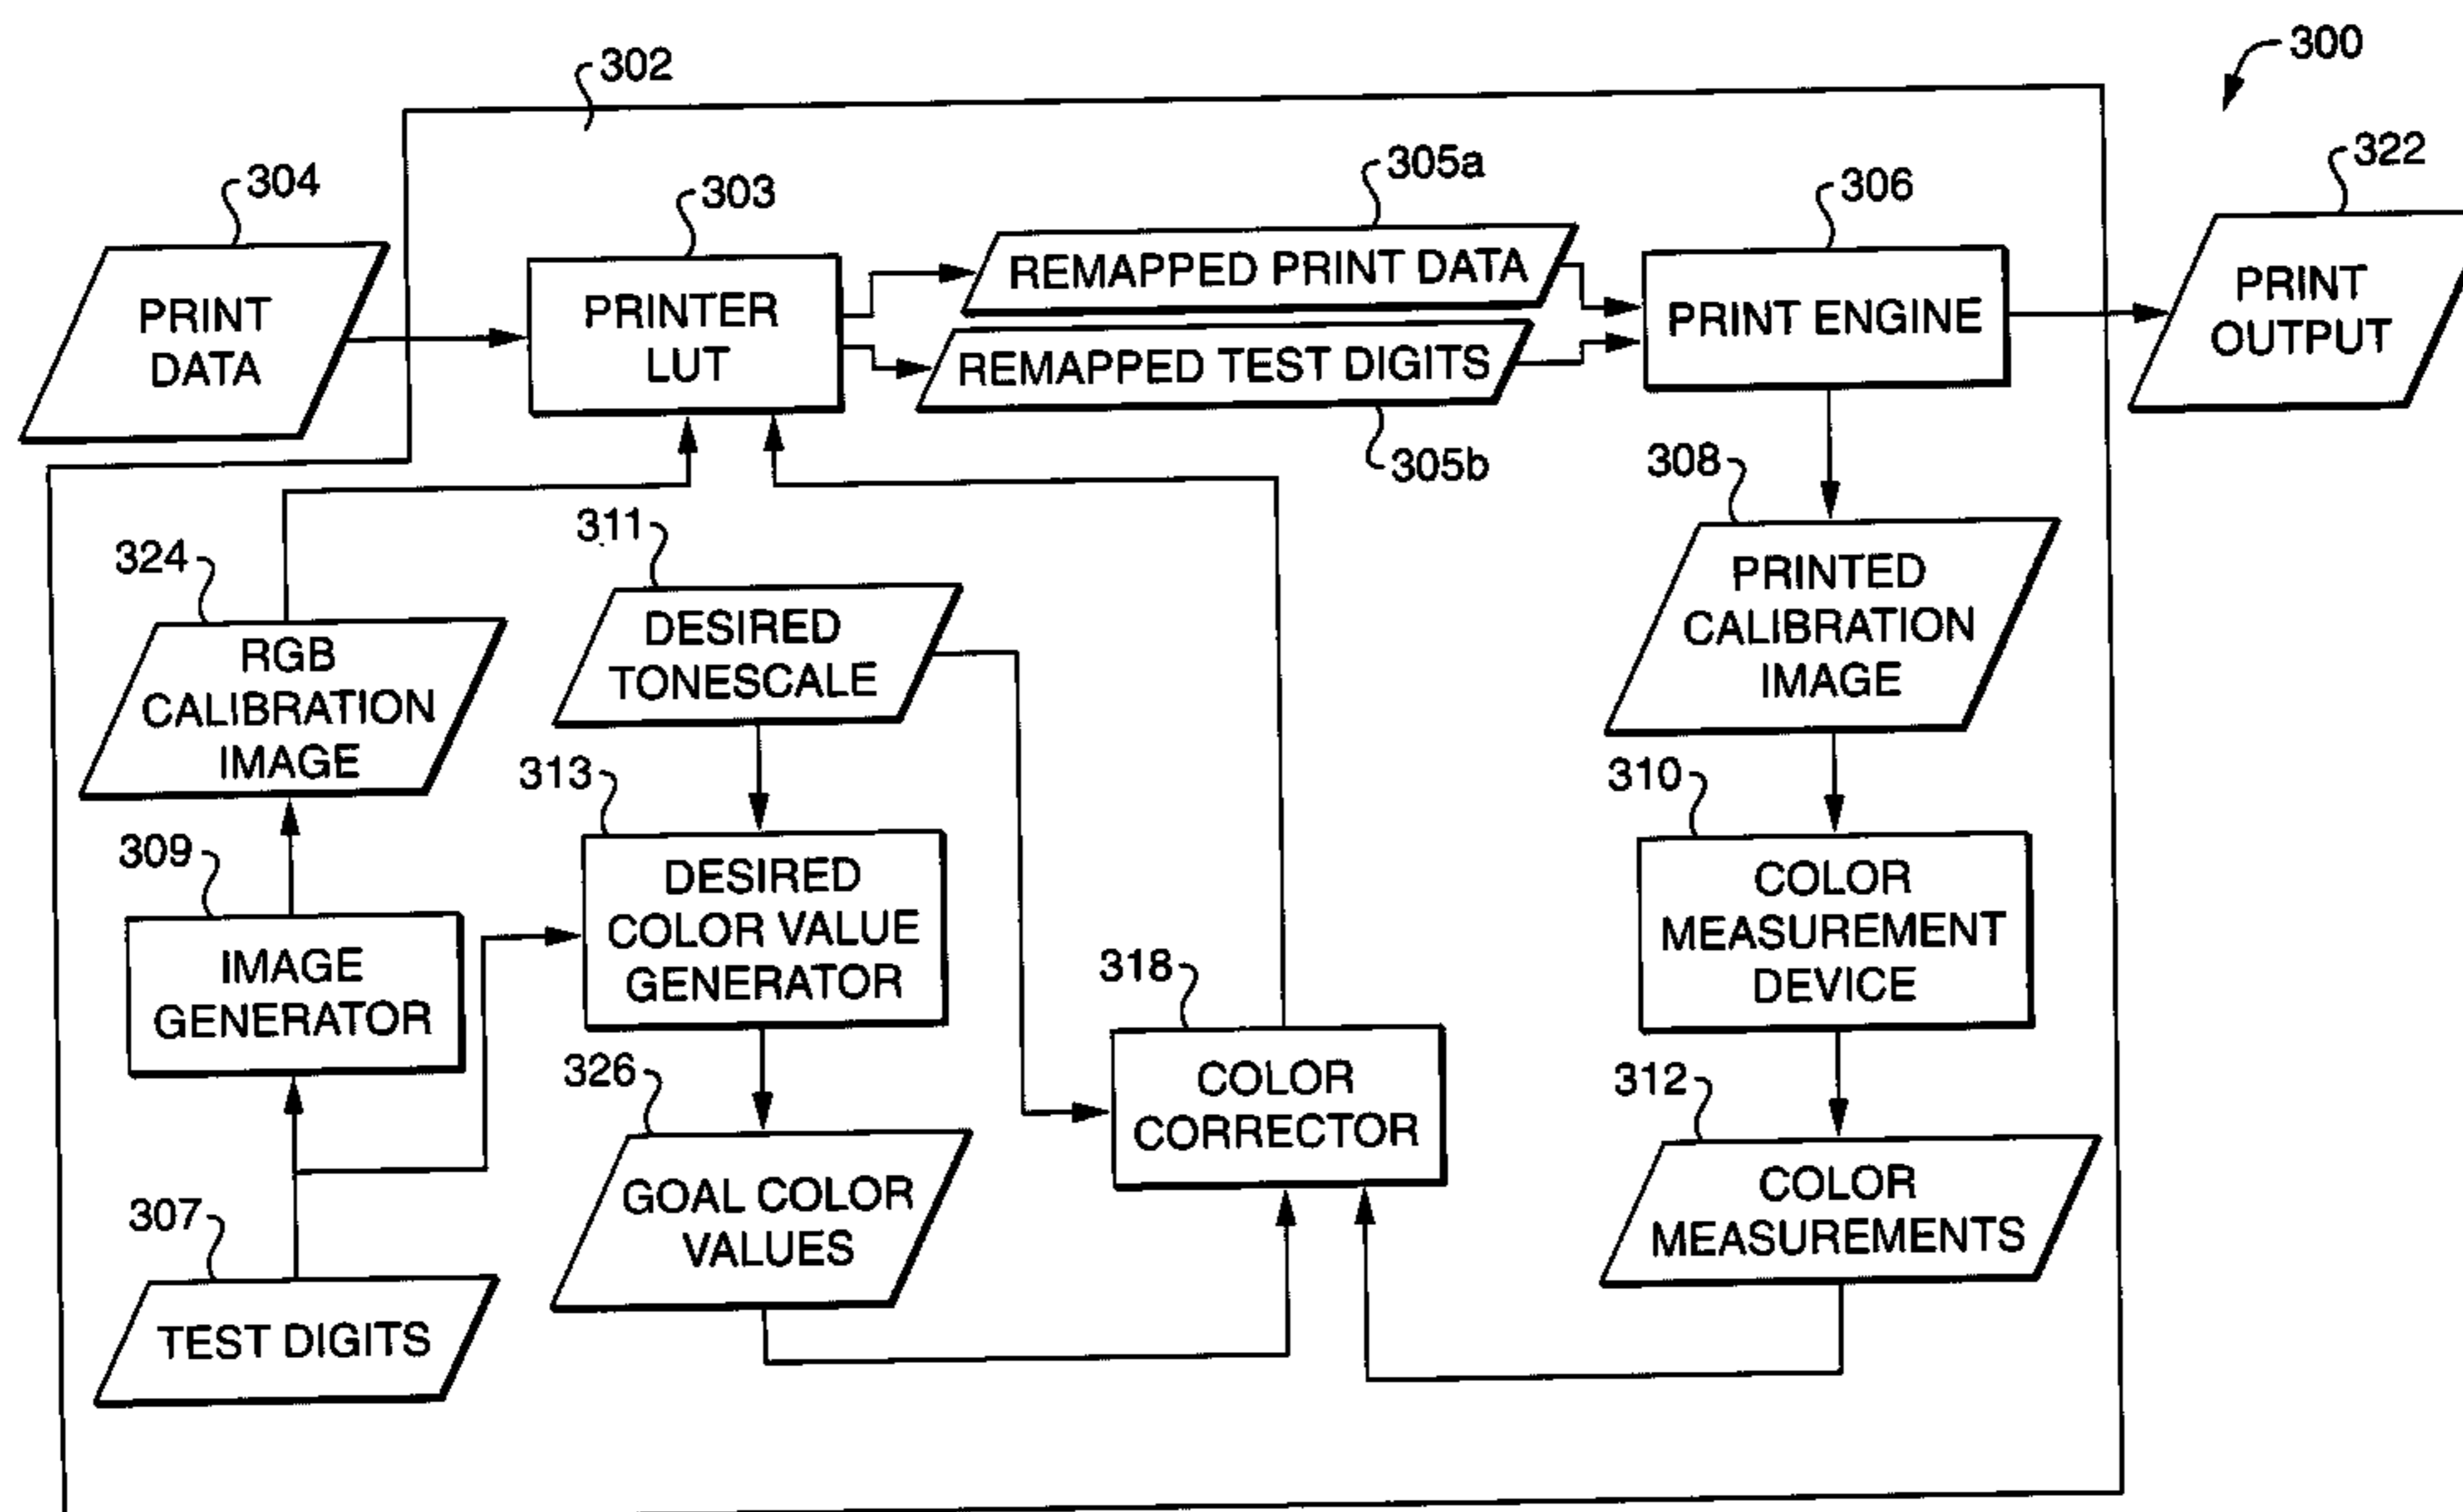 300
302
304
PRINT
DATA
303
PRINTER
LUT
305a
REMAPPED PRINT DATA
REMAPPED TEST DIGITS
305b
306
PRINT ENGINE
322
PRINT
OUTPUT
324
RGB
CALIBRATION
IMAGE
311
DESIRED
TONESCALE
308
PRINTED
CALIBRATION
IMAGE
309
IMAGE
GENERATOR
313
DESIRED
COLOR VALUE
GENERATOR
310
COLOR
MEASUREMENT
DEVICE
318
COLOR
CORRECTOR
307
TEST DIGITS
326
GOAL COLOR
VALUES
312
COLOR
MEASUREMENTS